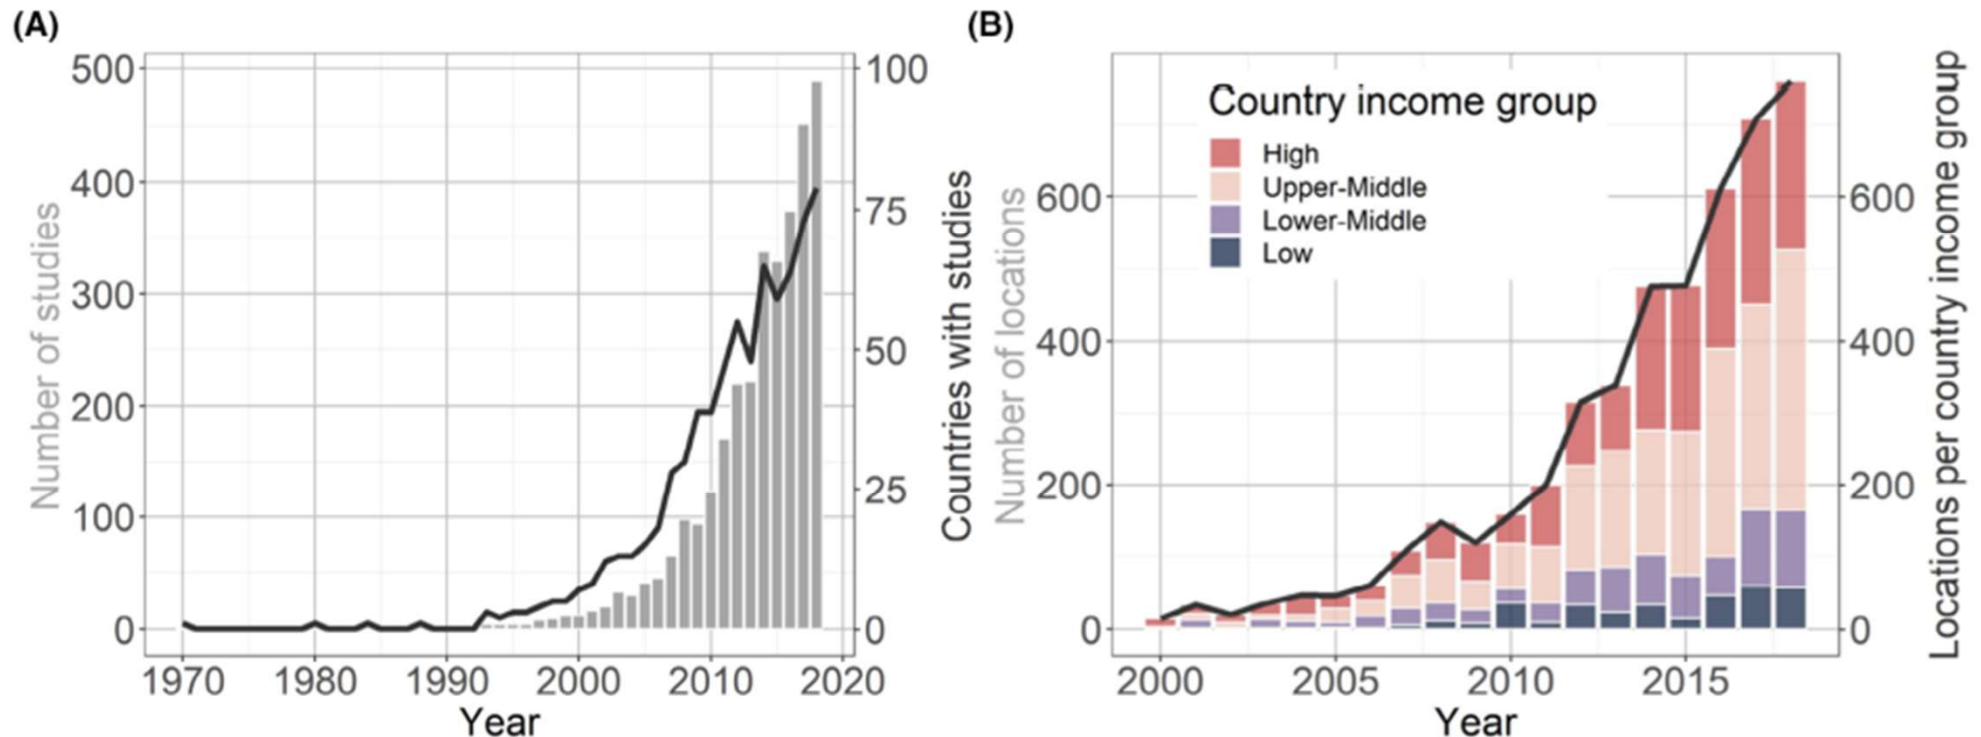 (A)
Number of studies
500
400
300
200
100
0
100
75
50
25
0
Countries with studies
1970 1980 1990 2000 2010 2020
Year
(B)
Number of locations
600
400
200
0
Country income group
High
Upper-Middle
Lower-Middle
Low
600
400
200
0
Locations per country income group
2000 2005 2010 2015
Year